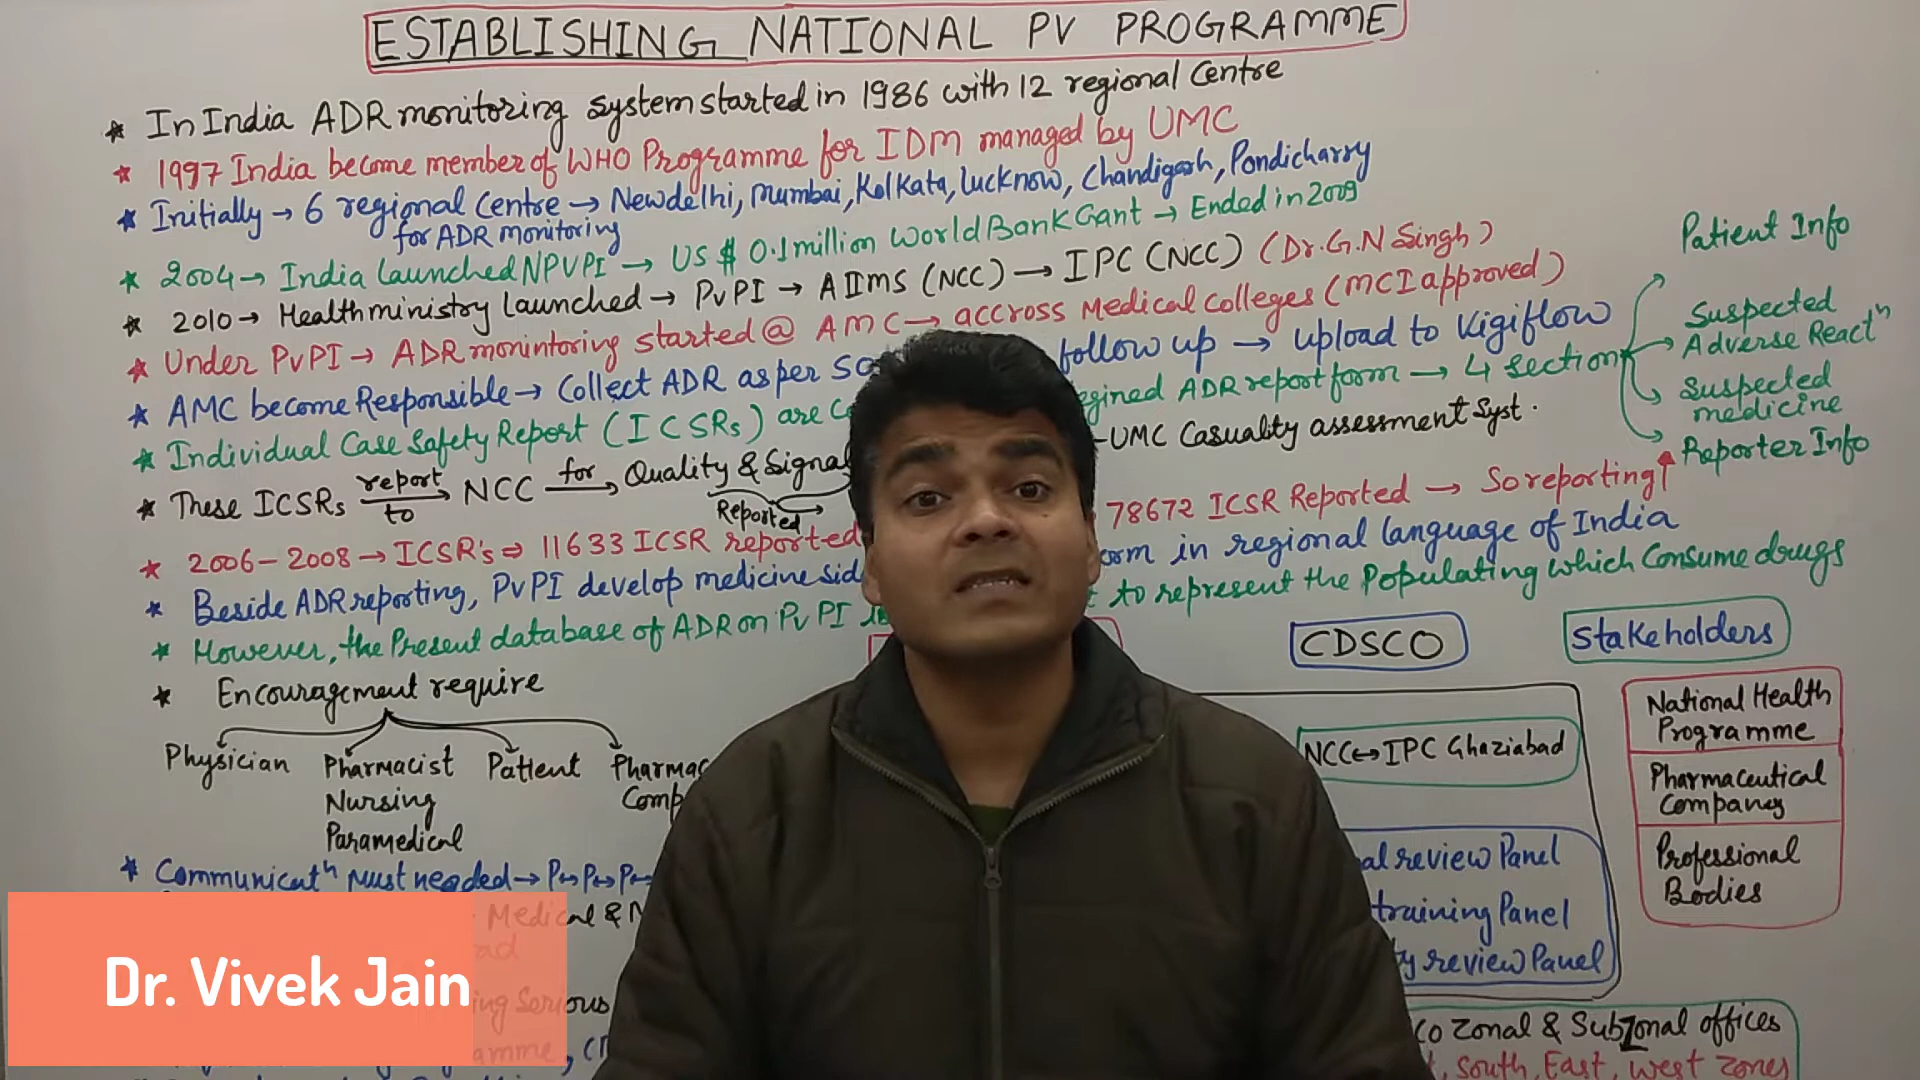 ESTABLISHING NATIONAL PV PROGRAMME
★ In India ADR monitoring system started in 1986 with 12 regional Centre
★ 1997 India become member of WHO Programme for IDM managed by UMC
★ Initially → 6 regional Centre → Newdelhi, Mumbai, Kolkata, Lucknow, Chandigarh, Pondicharry
for ADR monitoring
★ 2004 → India launched NPVPI → US $ 0.1 million World Bank Gant → Ended in 2009
★ 2010 → Health ministry launched → PvPI → AIIMS (NCC) → IPC (NCC) (Dr. G.N Singh)
★ Under PvPI → ADR monintoring started @ AMC → accross Medical colleges (MCI approved)
★ AMC become Responsible → Collect ADR as per follow up → upload to Vigiflow
★ Individual Case Safety Report (ICSRs) are ADR report form → 4 section
Patient Info
Suspected
Adverse Reactⁿ
Suspected
medicine
Reporter Info
★ These ICSRs report to NCC for Quality & Signal -UMC Casuality assessment Syst.
Reported
★ 2006-2008 → ICSR's ⇒ 11633 ICSR reported 78672 ICSR Reported → So reporting ↑
★ Beside ADR reporting, PvPI develop medicine in regional language of India
★ However, the Present database of ADR on PvPI to represent the Populating which Consume drugs
★ Encouragement require
Physician Pharmacist Patient
Nursing
Paramedical
CDSCO
Stakeholders
NCC ↔ IPC Ghaziabad
review Panel
training Panel
review Panel
National Health
Programme
Pharmaceutical
Company
Professional
Bodies
★ Communicatⁿ must needed → P↔P↔P↔
Medical &
Serious
Zonal & Subzonal offices
South, East, West Zones
Dr. Vivek Jain